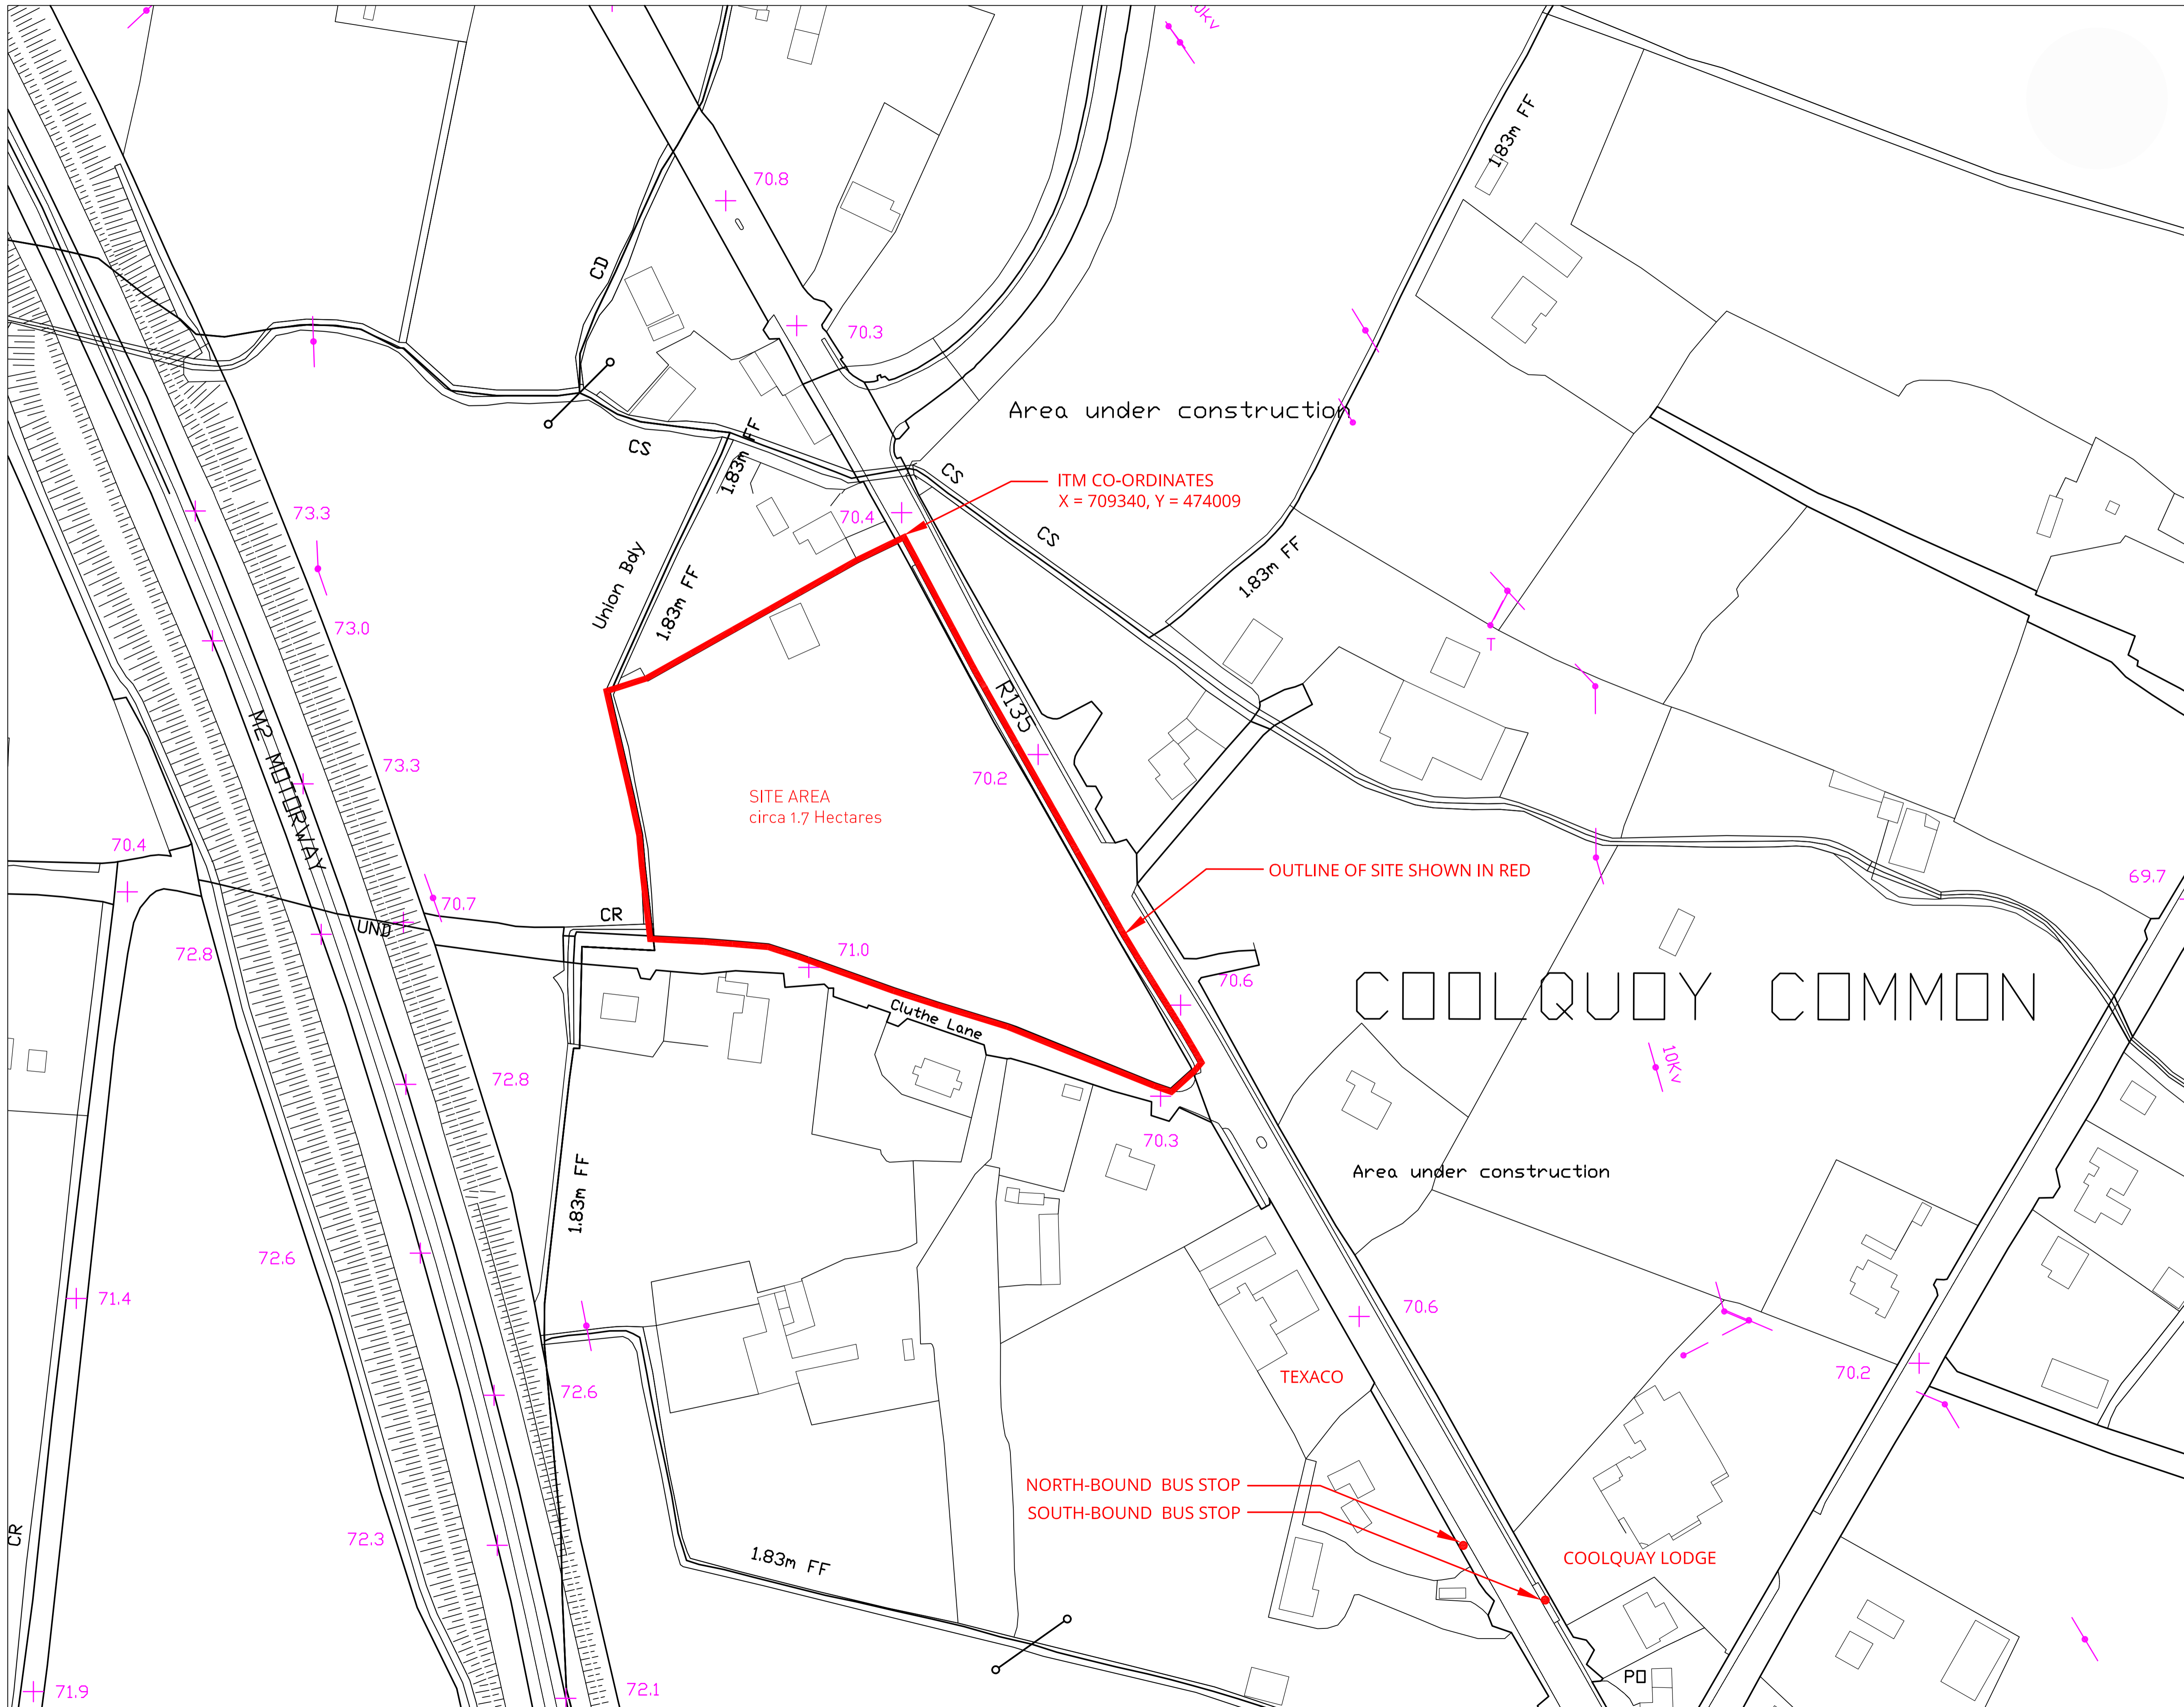 0kv
1.83m FF
70.8
CD
70.3
Area under construction
CS
1.83m FF
CS
ITM CO-ORDINATES
X = 709340, Y = 474009
73.3
70.4
CS
Union Bdy
1.83m FF
1.83m FF
73.0
T
R135
M2 MOTORWAY
73.3
70.2
SITE AREA
circa 1.7 Hectares
70.4
OUTLINE OF SITE SHOWN IN RED
69.7
70.7
CR
UND
72.8
71.0
70.6
COOLQUOY COMMON
Cluthe Lane
10Kv
72.8
70.3
Area under construction
1.83m FF
72.6
71.4
70.6
TEXACO
70.2
72.6
NORTH-BOUND BUS STOP
SOUTH-BOUND BUS STOP
CR
72.3
1.83m FF
COOLQUAY LODGE
PO
71.9
72.1